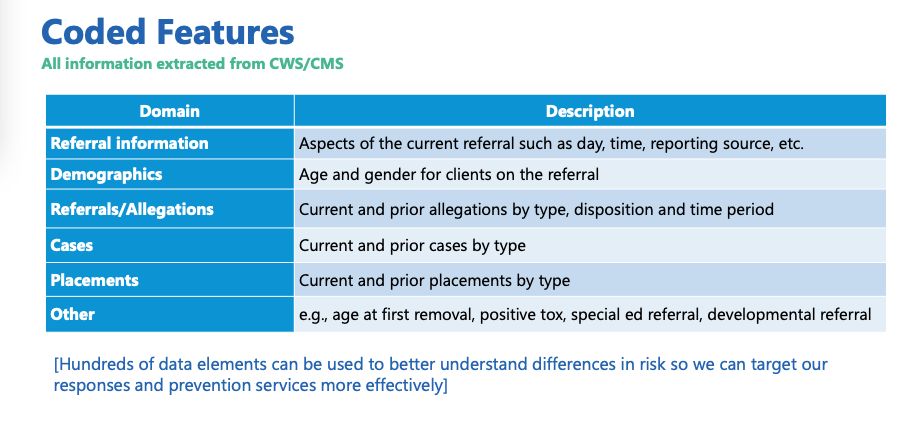 Coded Features
All information extracted from CWS/CMS
Domain Description
Referral information Aspects of the current referral such as day, time, reporting source, etc.
Demographics Age and gender for clients on the referral
Referrals/Allegations Current and prior allegations by type, disposition and time period
Cases Current and prior cases by type
Placements Current and prior placements by type
Other e.g., age at first removal, positive tox, special ed referral, developmental referral
[Hundreds of data elements can be used to better understand differences in risk so we can target our
responses and prevention services more effectively]